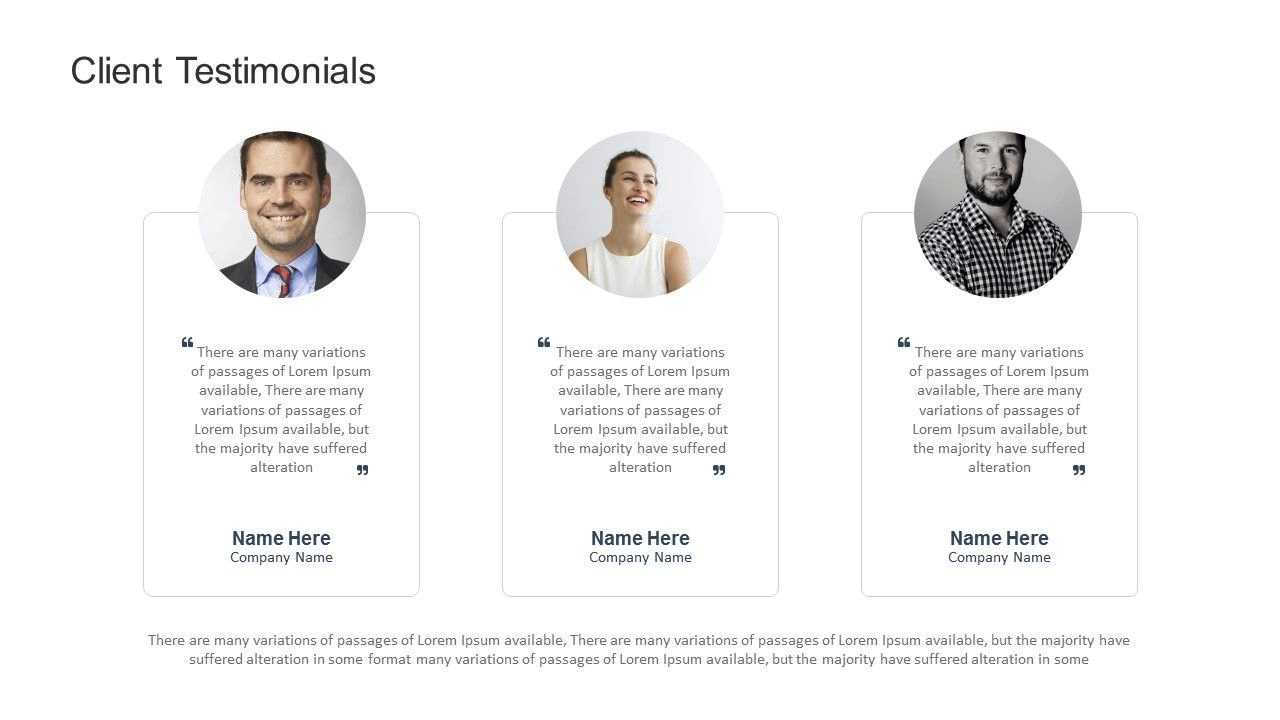 Client Testimonials
❝ There are many variations
of passages of Lorem Ipsum
available, There are many
variations of passages of
Lorem Ipsum available, but
the majority have suffered
alteration ❞
Name Here
Company Name
❝ There are many variations
of passages of Lorem Ipsum
available, There are many
variations of passages of
Lorem Ipsum available, but
the majority have suffered
alteration ❞
Name Here
Company Name
❝ There are many variations
of passages of Lorem Ipsum
available, There are many
variations of passages of
Lorem Ipsum available, but
the majority have suffered
alteration ❞
Name Here
Company Name
There are many variations of passages of Lorem Ipsum available, There are many variations of passages of Lorem Ipsum available, but the majority have
suffered alteration in some format many variations of passages of Lorem Ipsum available, but the majority have suffered alteration in some